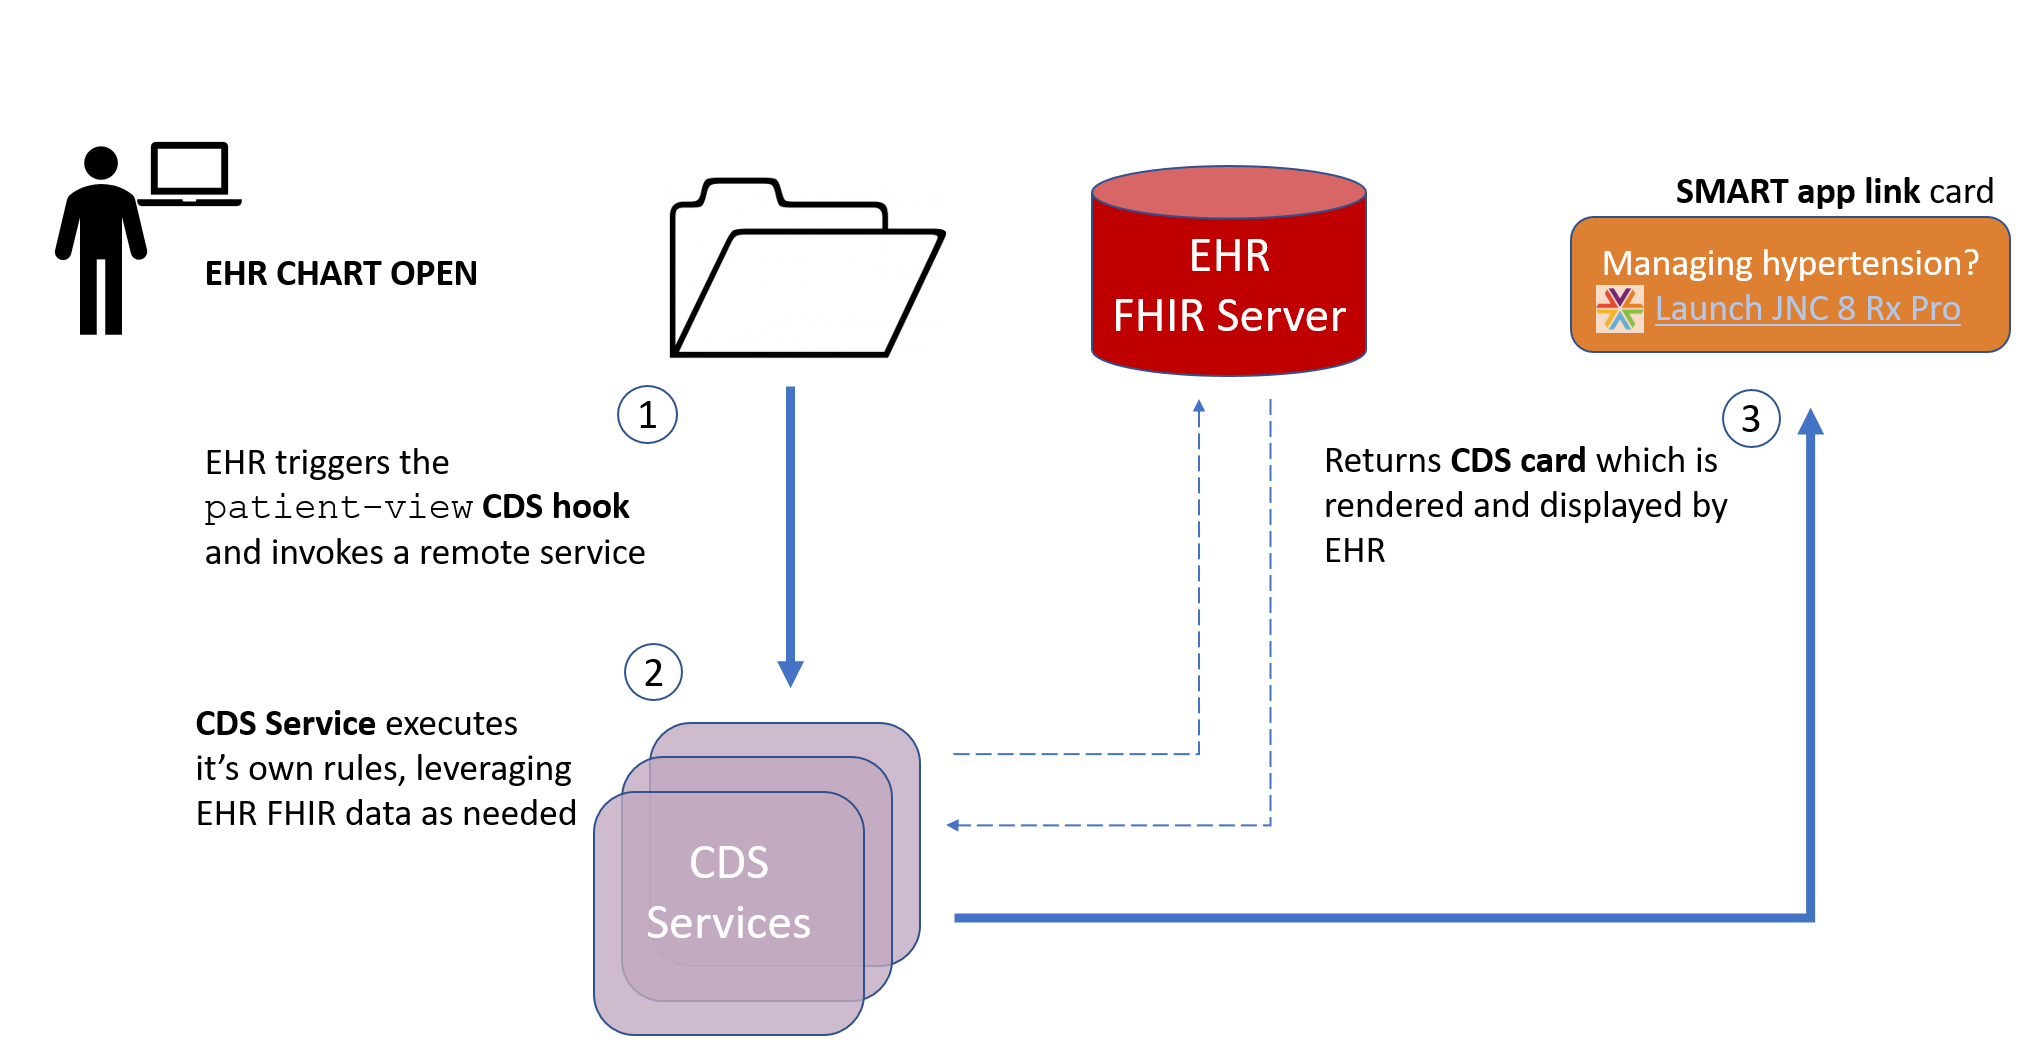 EHR CHART OPEN
1
EHR triggers the
patient-view CDS hook
and invokes a remote service
2
CDS Service executes
it’s own rules, leveraging
EHR FHIR data as needed
CDS
Services
EHR
FHIR Server
3
Returns CDS card which is
rendered and displayed by
EHR
SMART app link card
Managing hypertension?
Launch JNC 8 Rx Pro